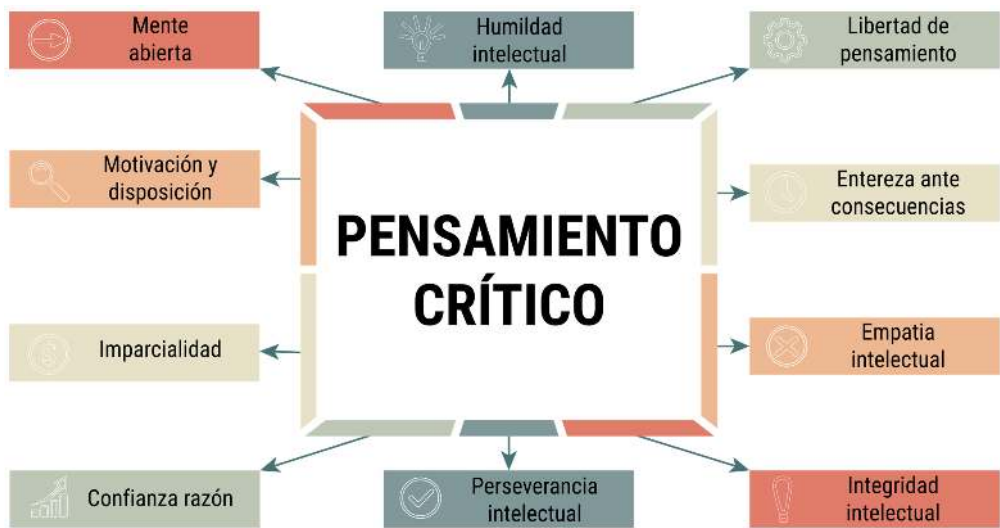 Mente
abierta
Humildad
intelectual
Libertad de
pensamiento
Motivación y
disposición
Entereza ante
consecuencias
PENSAMIENTO
CRÍTICO
Imparcialidad
Empatia
intelectual
Confianza razón
Perseverancia
intelectual
Integridad
intelectual